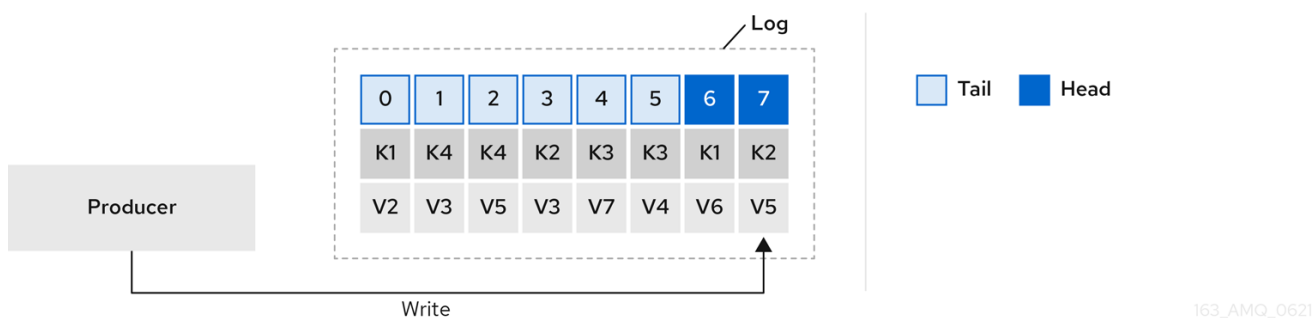 Log
0 1 2 3 4 5 6 7
Tail Head
K1 K4 K4 K2 K3 K3 K1 K2
Producer
V2 V3 V5 V3 V7 V4 V6 V5
Write
163_AMQ_0621